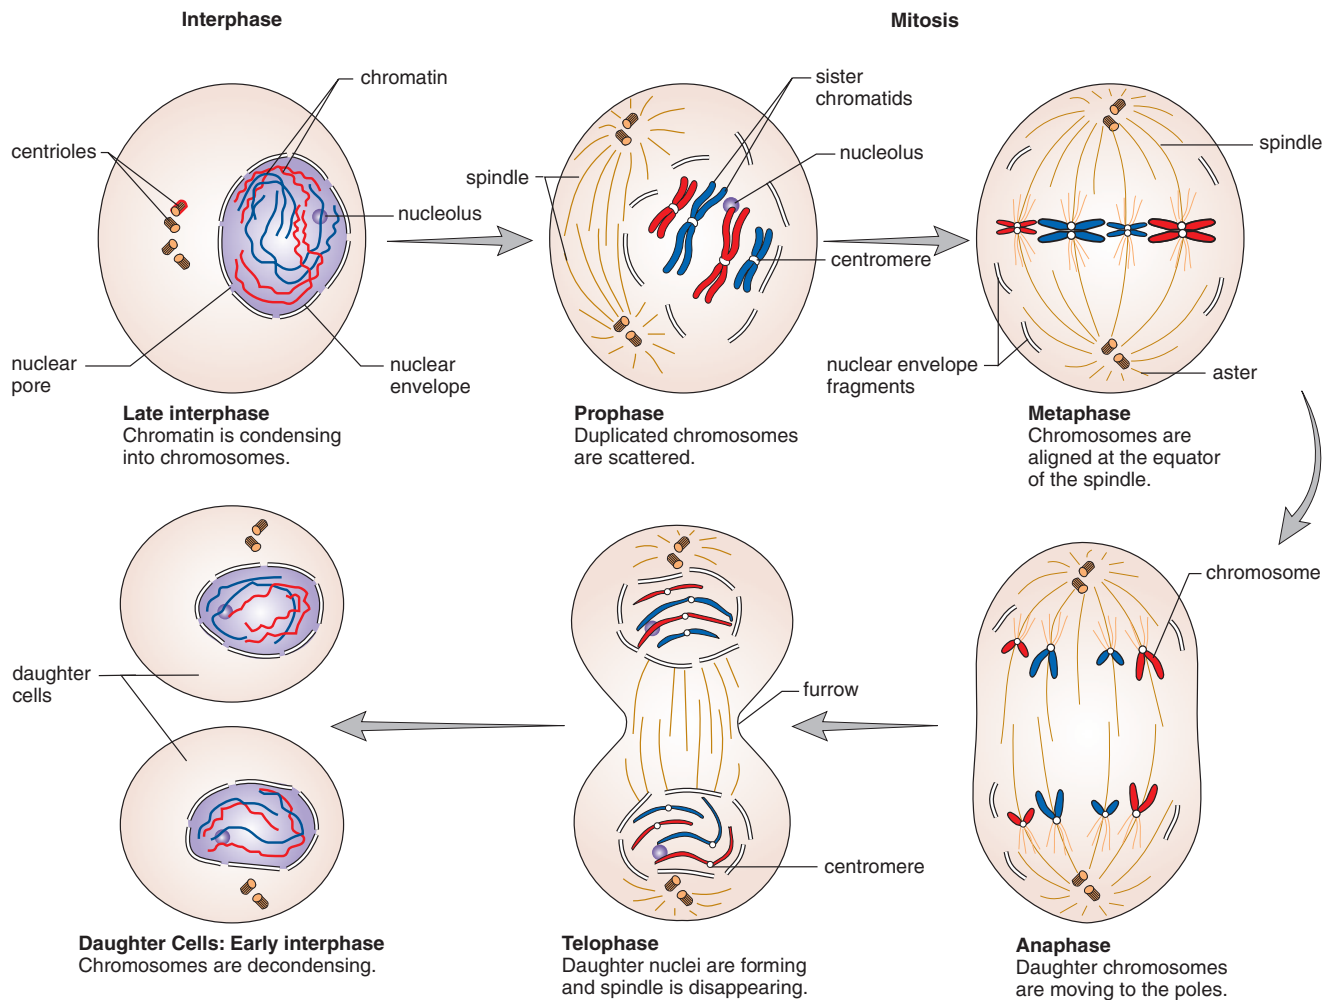 Interphase
Mitosis
chromatin
centrioles
nucleolus
nuclear
pore
nuclear
envelope
Late interphase
Chromatin is condensing
into chromosomes.
sister
chromatids
nucleolus
spindle
centromere
Prophase
Duplicated chromosomes
are scattered.
spindle
nuclear envelope
fragments
aster
Metaphase
Chromosomes are
aligned at the equator
of the spindle.
chromosome
Anaphase
Daughter chromosomes
are moving to the poles.
furrow
centromere
Telophase
Daughter nuclei are forming
and spindle is disappearing.
daughter
cells
Daughter Cells: Early interphase
Chromosomes are decondensing.